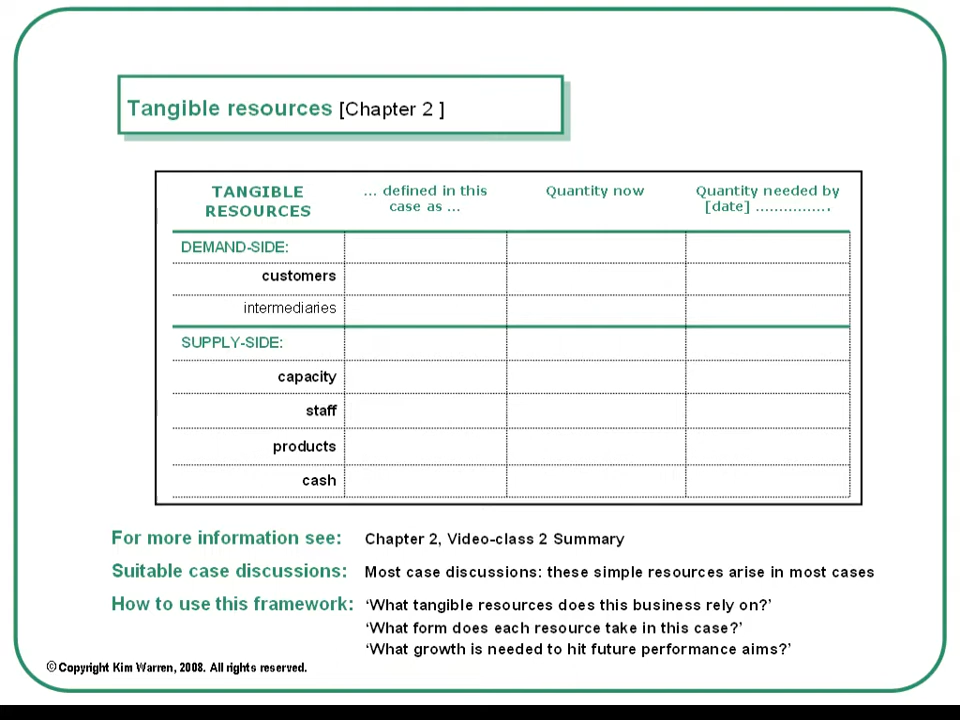 Tangible resources [Chapter 2 ]
TANGIBLE RESOURCES
... defined in this case as ...
Quantity now
Quantity needed by [date] ................
DEMAND-SIDE:
customers
intermediaries
SUPPLY-SIDE:
capacity
staff
products
cash
For more information see: Chapter 2, Video-class 2 Summary
Suitable case discussions: Most case discussions: these simple resources arise in most cases
How to use this framework: ‘What tangible resources does this business rely on?’
‘What form does each resource take in this case?’
‘What growth is needed to hit future performance aims?’
© Copyright Kim Warren, 2008. All rights reserved.